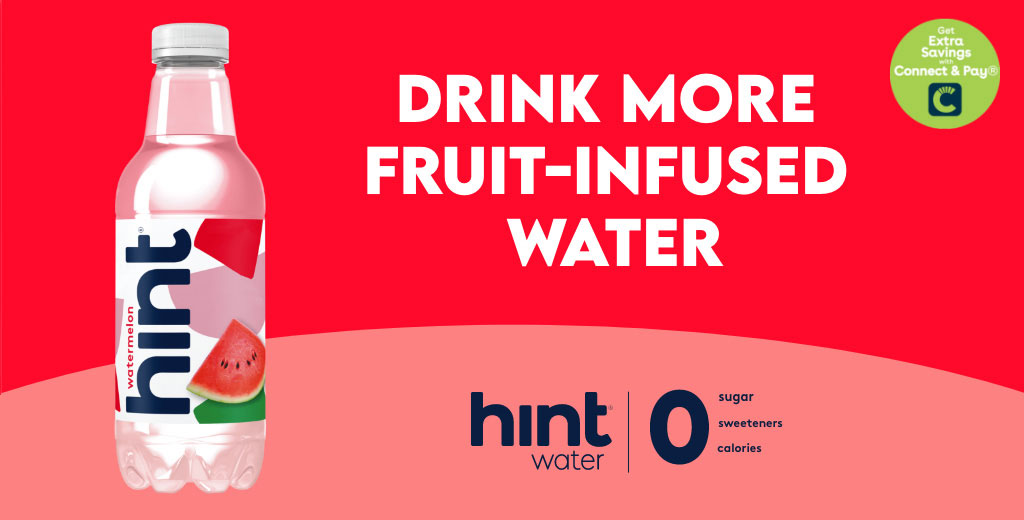 Get
Extra
Savings
with
Connect & Pay®
DRINK MORE
FRUIT-INFUSED
WATER
watermelon
hint®
hint®
water
0
sugar
sweeteners
calories